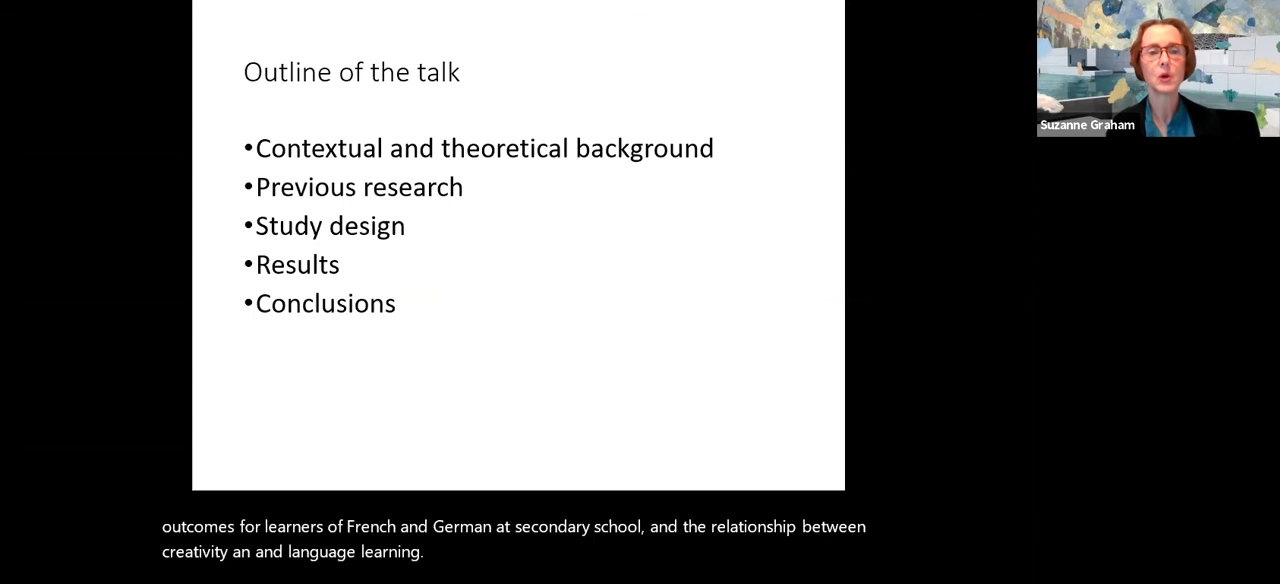 Outline of the talk
•Contextual and theoretical background
•Previous research
•Study design
•Results
•Conclusions
Suzanne Graham
outcomes for learners of French and German at secondary school, and the relationship between
creativity an and language learning.